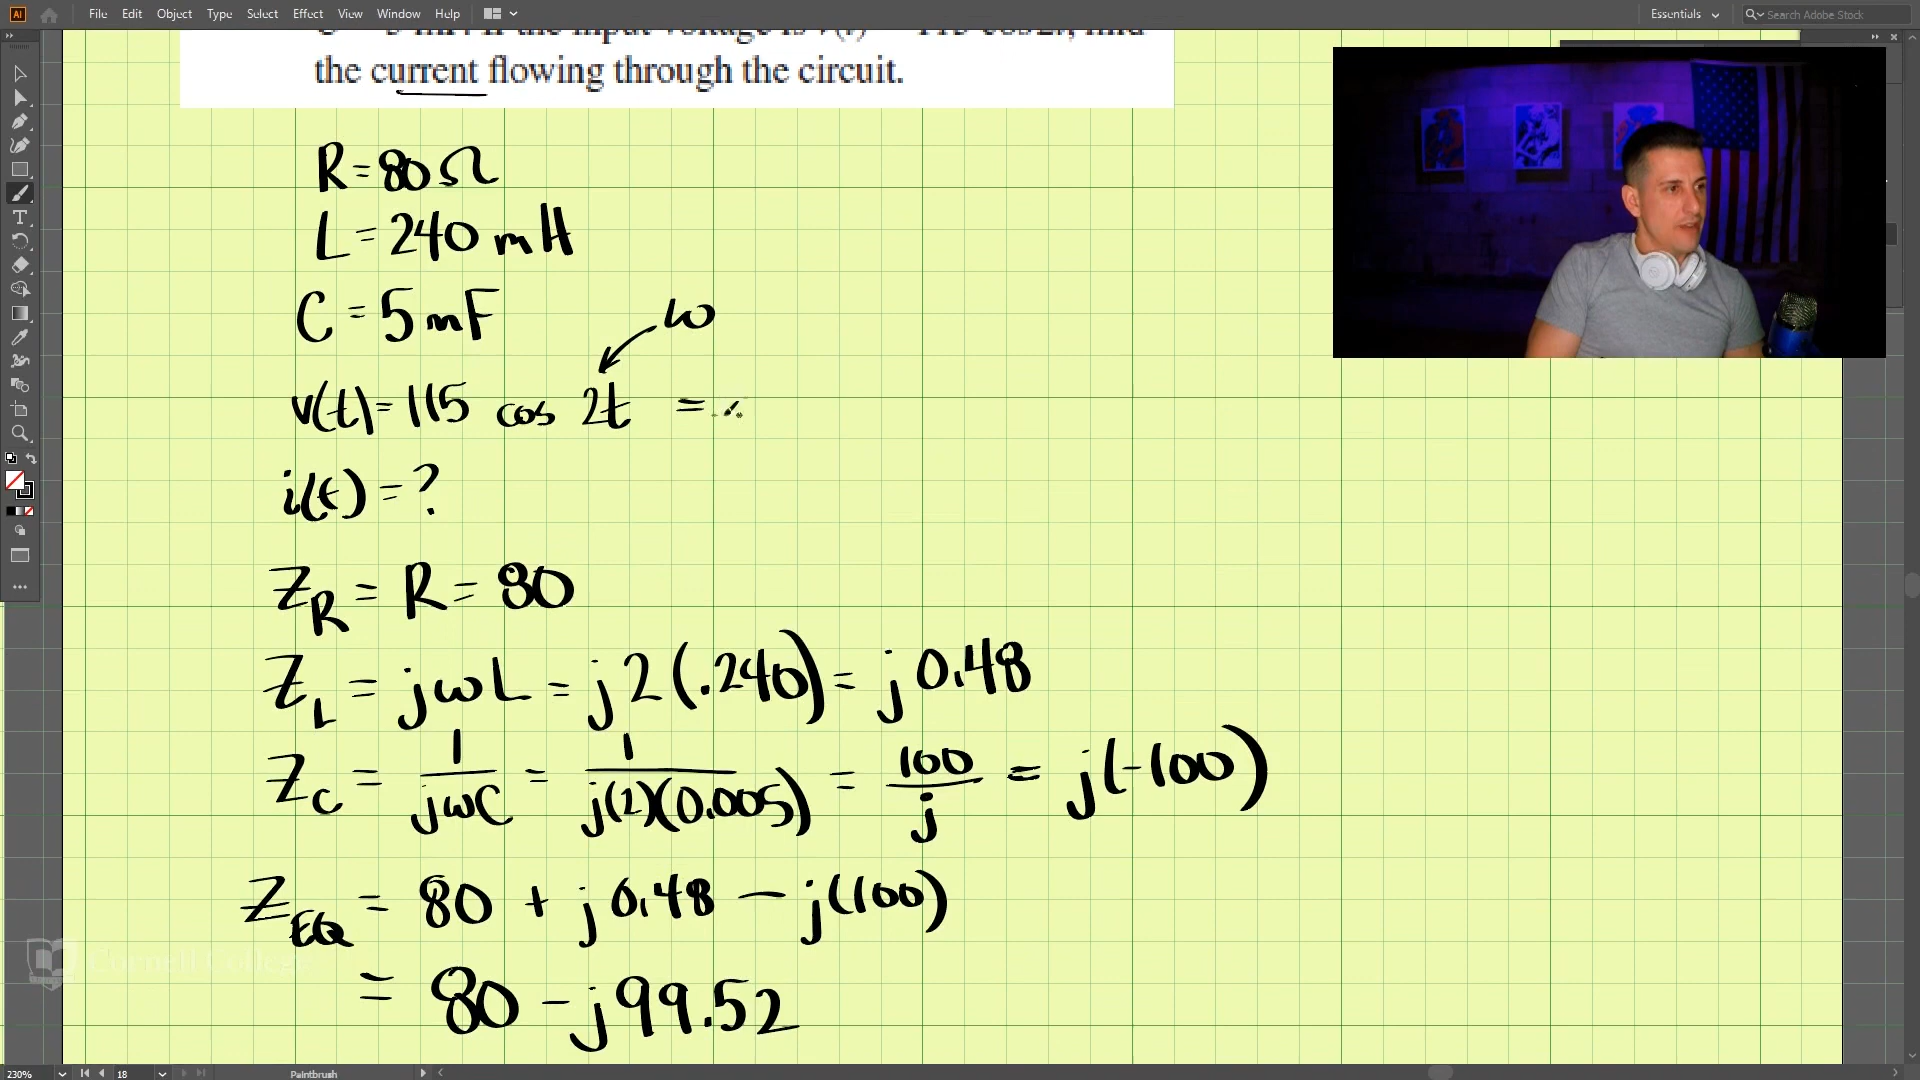 File Edit Object Type Select Effect View Window Help
Essentials
Search Adobe Stock
the current flowing through the circuit.
R = 80 Ω
L = 240 mH
C = 5 mF
ω
v(t) = 115 cos 2t =
i(t) = ?
Z_R = R = 80
Z_L = jωL = j2(.240) = j0.48
Z_C = 1/jωC = 1/j(2)(0.005) = 100/j = j(-100)
Z_EQ = 80 + j0.48 - j(100)
= 80 - j99.52
Cornell College
230% 18 Paintbrush